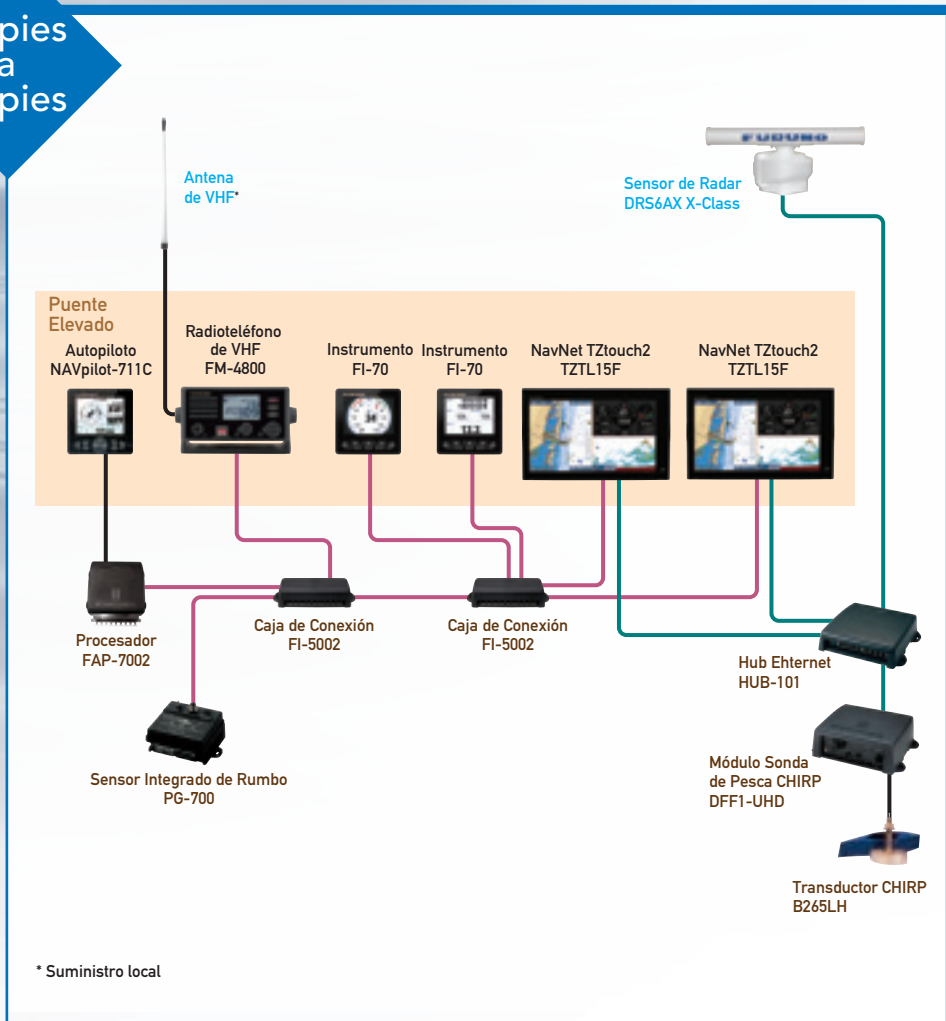 pies
a
pies
Antena
de VHF*
FURUNO
Sensor de Radar
DRS6AX X-Class
Puente
Elevado
Autopiloto
NAVpilot-711C
Radioteléfono
de VHF
FM-4800
Instrumento
FI-70
Instrumento
FI-70
NavNet TZtouch2
TZTL15F
NavNet TZtouch2
TZTL15F
Procesador
FAP-7002
Caja de Conexión
FI-5002
Caja de Conexión
FI-5002
Hub Ehternet
HUB-101
Sensor Integrado de Rumbo
PG-700
Módulo Sonda
de Pesca CHIRP
DFF1-UHD
Transductor CHIRP
B265LH
* Suministro local